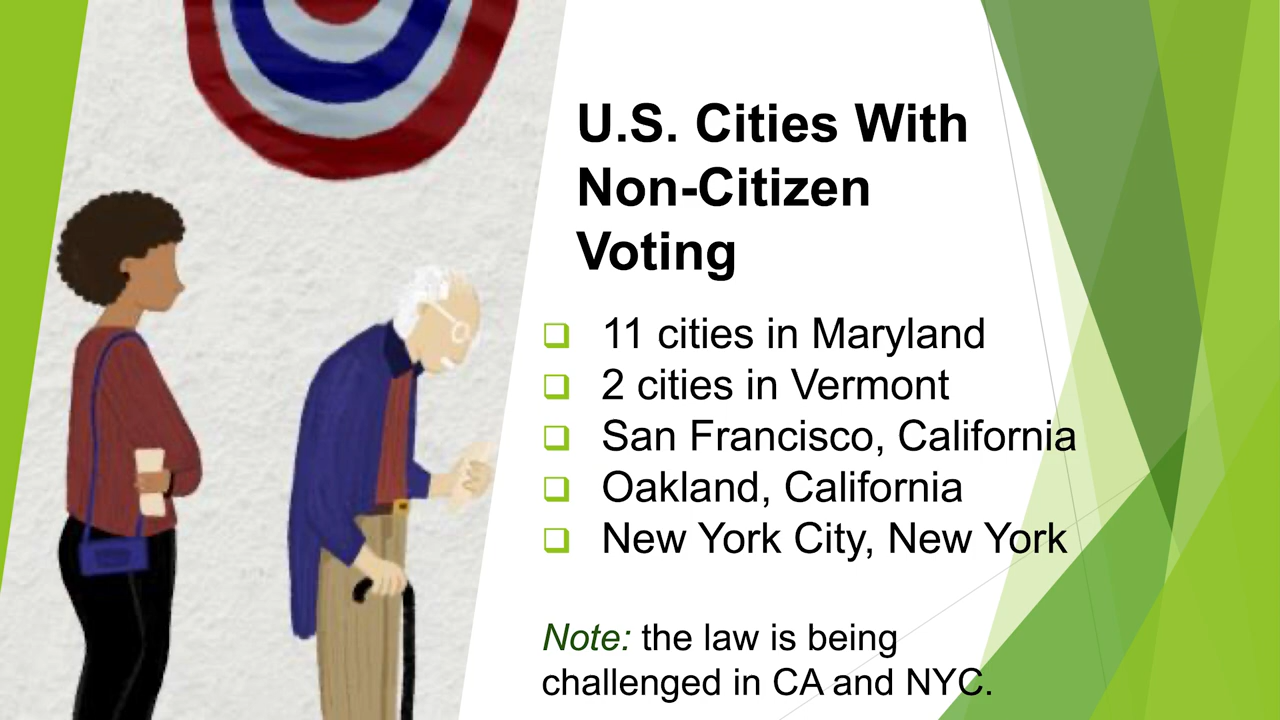 U.S. Cities With
Non-Citizen
Voting
11 cities in Maryland
2 cities in Vermont
San Francisco, California
Oakland, California
New York City, New York
Note: the law is being
challenged in CA and NYC.